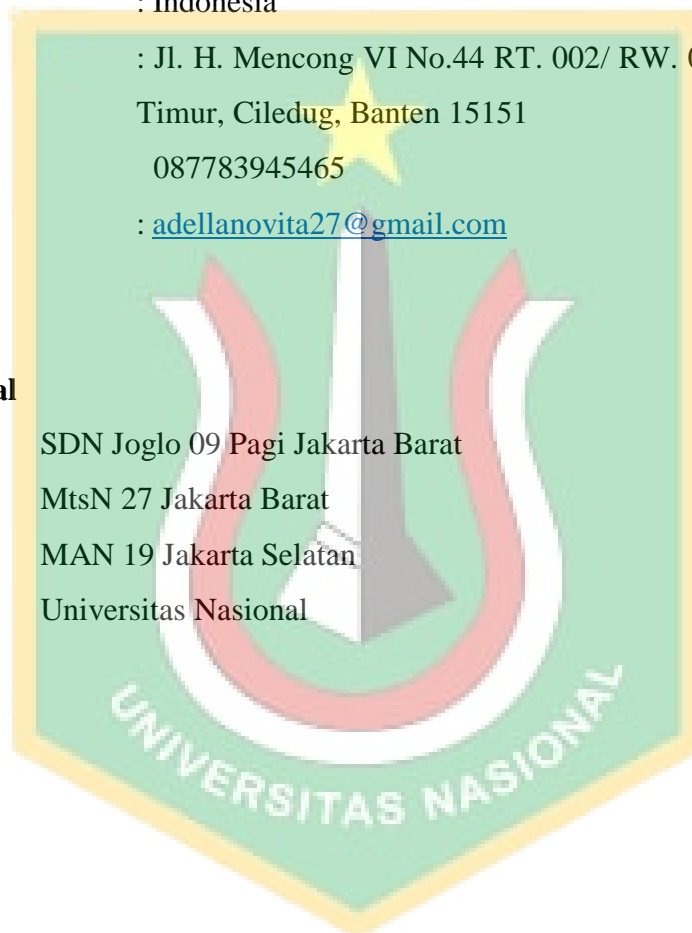 : Indonesia
: Jl. H. Mencong VI No.44 RT. 002/ RW.
Timur, Ciledug, Banten 15151
087783945465
: adellanovita27@gmail.com
al
SDN Joglo 09 Pagi Jakarta Barat
MtsN 27 Jakarta Barat
MAN 19 Jakarta Selatan
Universitas Nasional
UNIVERSITAS NASIONAL